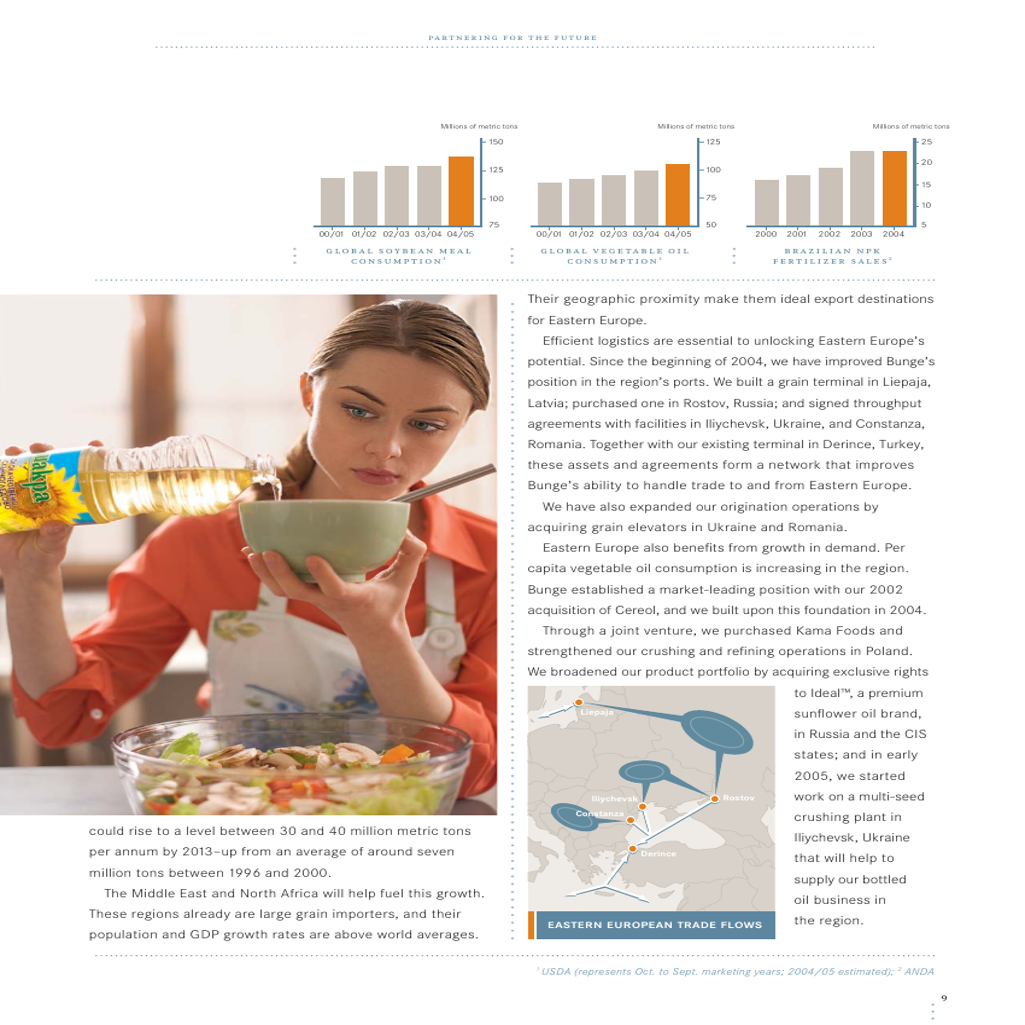 PARTNERING FOR THE FUTURE
Millions of metric tons
150
125
100
75
00/01 01/02 02/03 03/04 04/05
GLOBAL SOYBEAN MEAL
CONSUMPTION¹
Millions of metric tons
125
100
75
50
00/01 01/02 02/03 03/04 04/05
GLOBAL VEGETABLE OIL
CONSUMPTION¹
Millions of metric tons
25
20
15
10
5
2000 2001 2002 2003 2004
BRAZILIAN NPK
FERTILIZER SALES²
could rise to a level between 30 and 40 million metric tons
per annum by 2013–up from an average of around seven
million tons between 1996 and 2000.
The Middle East and North Africa will help fuel this growth.
These regions already are large grain importers, and their
population and GDP growth rates are above world averages.
Their geographic proximity make them ideal export destinations
for Eastern Europe.
Efficient logistics are essential to unlocking Eastern Europe's
potential. Since the beginning of 2004, we have improved Bunge's
position in the region's ports. We built a grain terminal in Liepaja,
Latvia; purchased one in Rostov, Russia; and signed throughput
agreements with facilities in Iliychevsk, Ukraine, and Constanza,
Romania. Together with our existing terminal in Derince, Turkey,
these assets and agreements form a network that improves
Bunge's ability to handle trade to and from Eastern Europe.
We have also expanded our origination operations by
acquiring grain elevators in Ukraine and Romania.
Eastern Europe also benefits from growth in demand. Per
capita vegetable oil consumption is increasing in the region.
Bunge established a market-leading position with our 2002
acquisition of Cereol, and we built upon this foundation in 2004.
Through a joint venture, we purchased Kama Foods and
strengthened our crushing and refining operations in Poland.
We broadened our product portfolio by acquiring exclusive rights
to Ideal™, a premium
sunflower oil brand,
in Russia and the CIS
states; and in early
2005, we started
work on a multi-seed
crushing plant in
Iliychevsk, Ukraine
that will help to
supply our bottled
oil business in
the region.
Liepaja
Iliychevsk
Rostov
Constanza
Derince
EASTERN EUROPEAN TRADE FLOWS
¹ USDA (represents Oct. to Sept. marketing years; 2004/05 estimated); ² ANDA
9